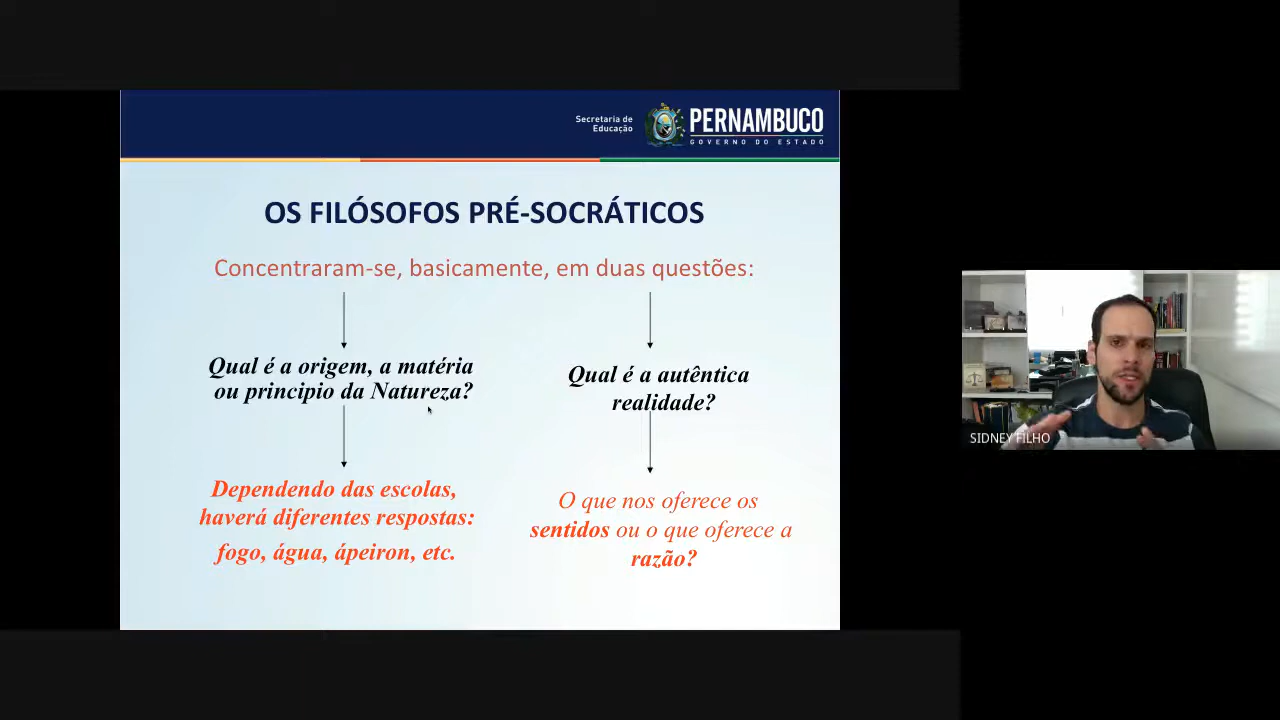 Secretaria de
Educação
PERNAMBUCO
GOVERNO DO ESTADO
OS FILÓSOFOS PRÉ-SOCRÁTICOS
Concentraram-se, basicamente, em duas questões:
Qual é a origem, a matéria
ou principio da Natureza?
Qual é a autêntica
realidade?
Dependendo das escolas,
haverá diferentes respostas:
fogo, água, ápeiron, etc.
O que nos oferece os
sentidos ou o que oferece a
razão?
SIDNEY FILHO